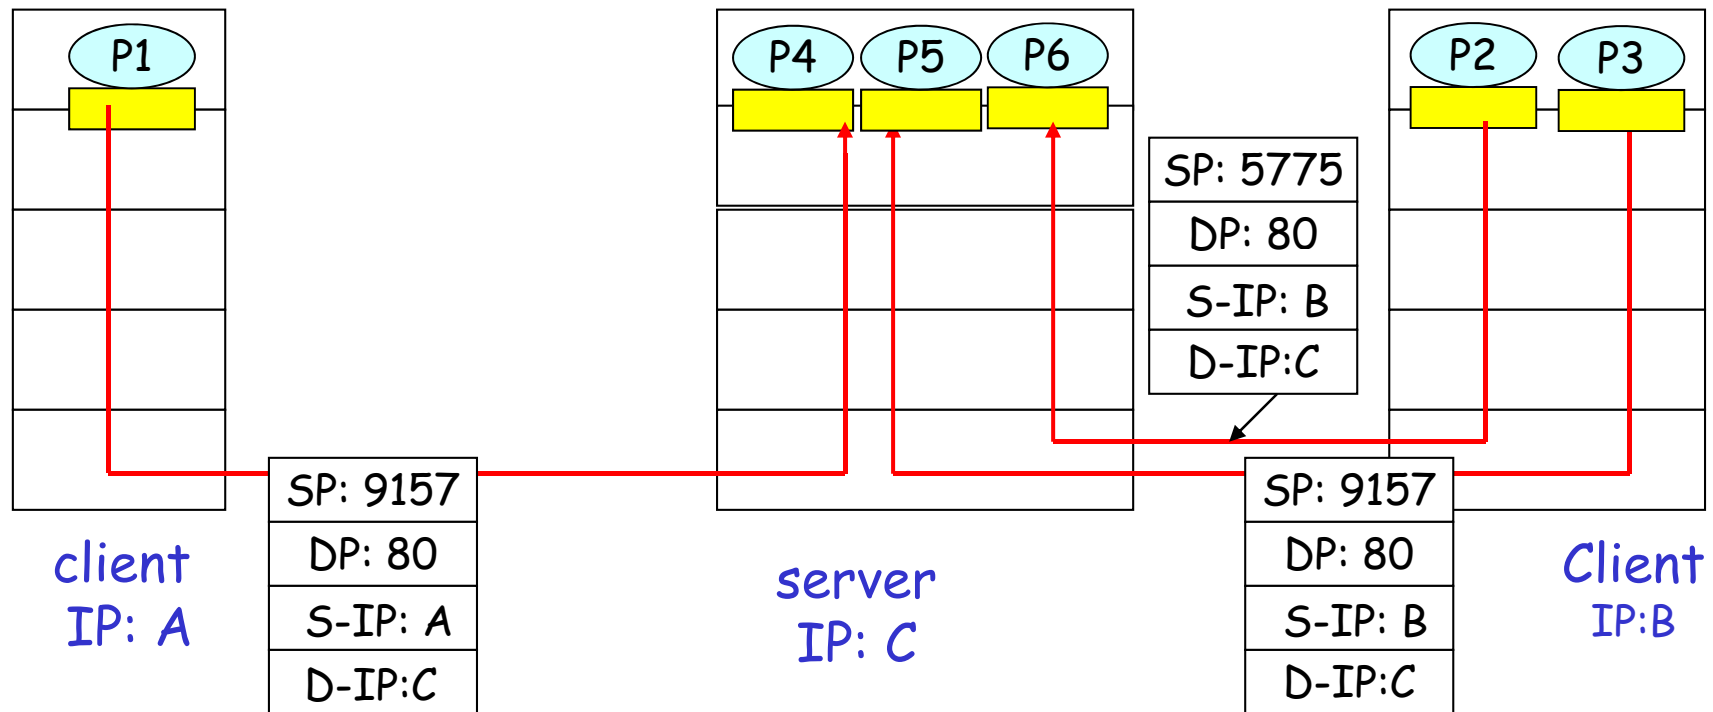 P1
P4
P5
P6
P2
P3
SP: 5775
DP: 80
S-IP: B
D-IP:C
SP: 9157
DP: 80
S-IP: A
D-IP:C
SP: 9157
DP: 80
S-IP: B
D-IP:C
client
IP: A
server
IP: C
Client
IP:B